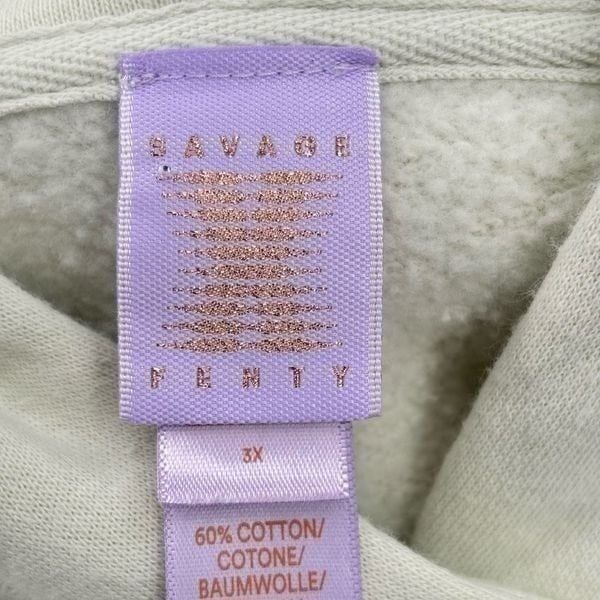 SAVAGE
FENTY
3X
60% COTTON/
COTONE/
BAUMWOLLE/